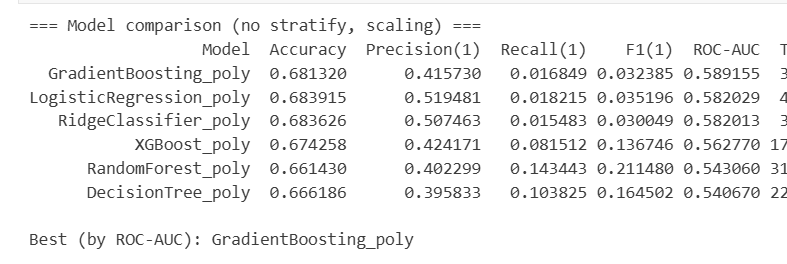 === Model comparison (no stratify, scaling) ===
Model Accuracy Precision(1) Recall(1) F1(1) ROC-AUC T
GradientBoosting_poly 0.681320 0.415730 0.016849 0.032385 0.589155 3
LogisticRegression_poly 0.683915 0.519481 0.018215 0.035196 0.582029 4
RidgeClassifier_poly 0.683626 0.507463 0.015483 0.030049 0.582013 3
XGBoost_poly 0.674258 0.424171 0.081512 0.136746 0.562770 17
RandomForest_poly 0.661430 0.402299 0.143443 0.211480 0.543060 31
DecisionTree_poly 0.666186 0.395833 0.103825 0.164502 0.540670 22
Best (by ROC-AUC): GradientBoosting_poly